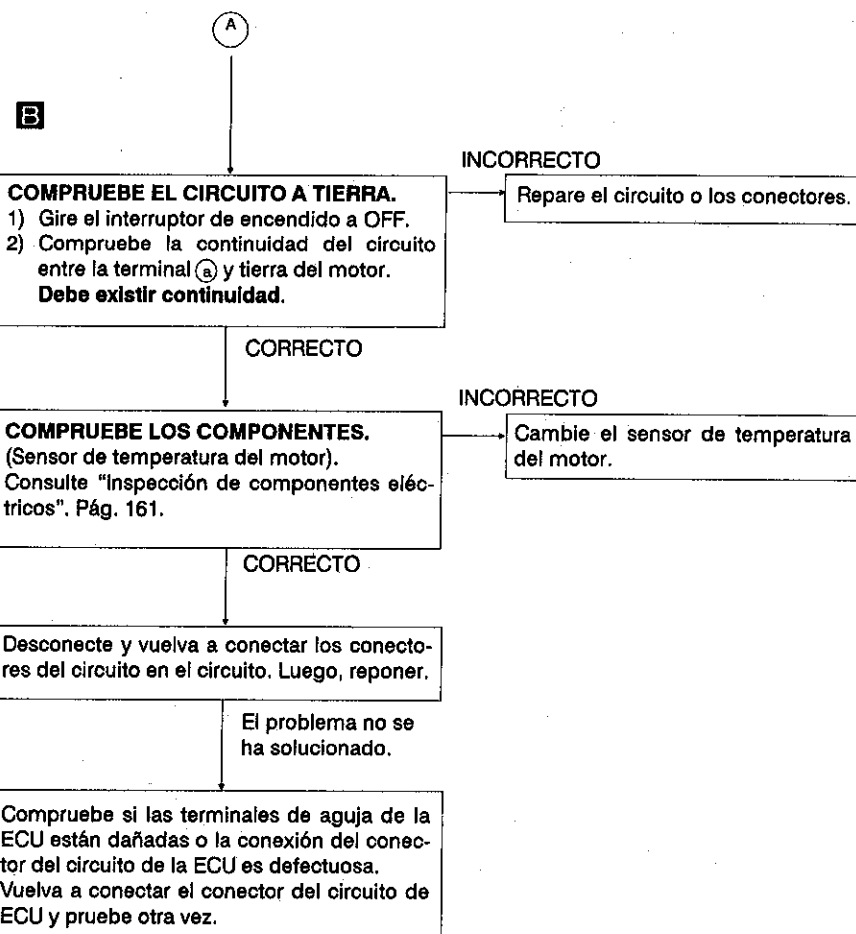 A
B
INCORRECTO
COMPRUEBE EL CIRCUITO A TIERRA.
1) Gire el interruptor de encendido a OFF.
2) Compruebe la continuidad del circuito
entre la terminal ⓐ y tierra del motor.
Debe existir continuidad.
Repare el circuito o los conectores.
CORRECTO
INCORRECTO
COMPRUEBE LOS COMPONENTES.
(Sensor de temperatura del motor).
Consulte "Inspección de componentes eléc-
tricos". Pág. 161.
Cambie el sensor de temperatura
del motor.
CORRECTO
Desconecte y vuelva a conectar los conecto-
res del circuito en el circuito. Luego, reponer.
El problema no se
ha solucionado.
Compruebe si las terminales de aguja de la
ECU están dañadas o la conexión del conec-
tor del circuito de la ECU es defectuosa.
Vuelva a conectar el conector del circuito de
ECU y pruebe otra vez.